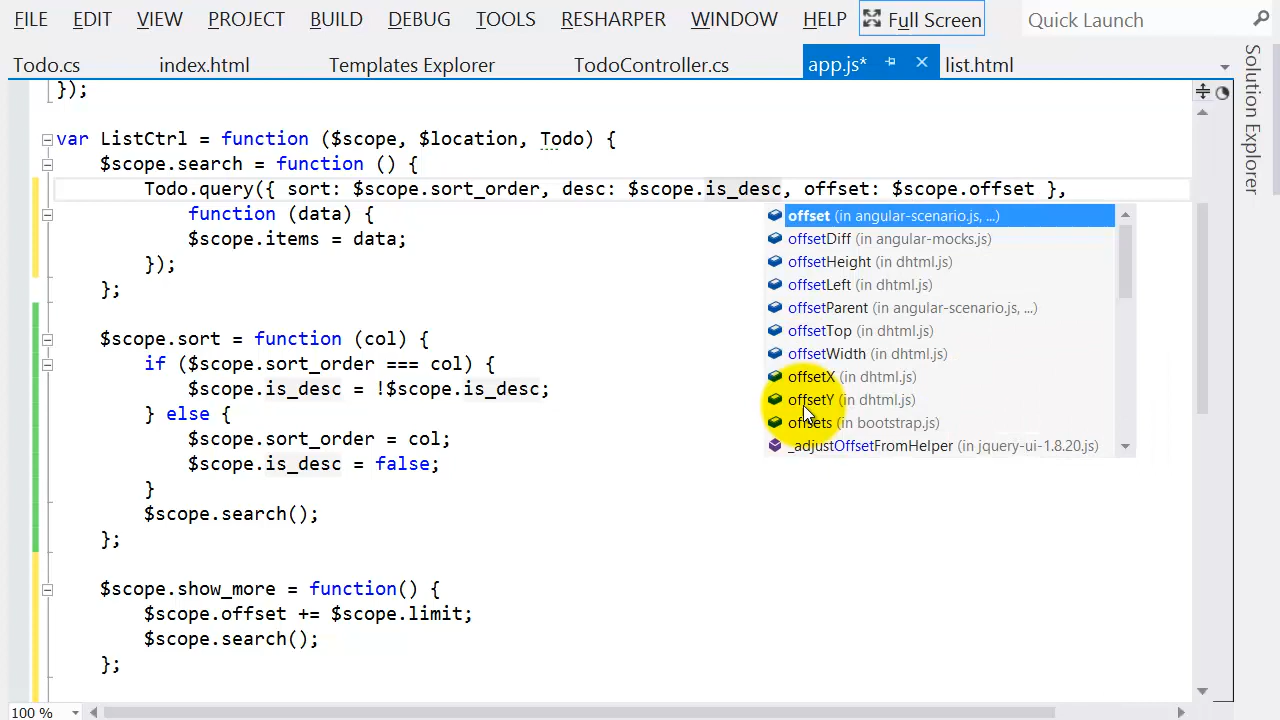 FILE EDIT VIEW PROJECT BUILD DEBUG TOOLS RESHARPER WINDOW HELP Full Screen Quick Launch
Todo.cs index.html Templates Explorer TodoController.cs app.js* list.html
Solution Explorer
});
var ListCtrl = function ($scope, $location, Todo) {
$scope.search = function () {
Todo.query({ sort: $scope.sort_order, desc: $scope.is_desc, offset: $scope.offset },
function (data) {
$scope.items = data;
});
};
$scope.sort = function (col) {
if ($scope.sort_order === col) {
$scope.is_desc = !$scope.is_desc;
} else {
$scope.sort_order = col;
$scope.is_desc = false;
}
$scope.search();
};
$scope.show_more = function() {
$scope.offset += $scope.limit;
$scope.search();
};
offset (in angular-scenario.js, ...)
offsetDiff (in angular-mocks.js)
offsetHeight (in dhtml.js)
offsetLeft (in dhtml.js)
offsetParent (in angular-scenario.js, ...)
offsetTop (in dhtml.js)
offsetWidth (in dhtml.js)
offsetX (in dhtml.js)
offsetY (in dhtml.js)
offsets (in bootstrap.js)
_adjustOffsetFromHelper (in jquery-ui-1.8.20.js)
100 %